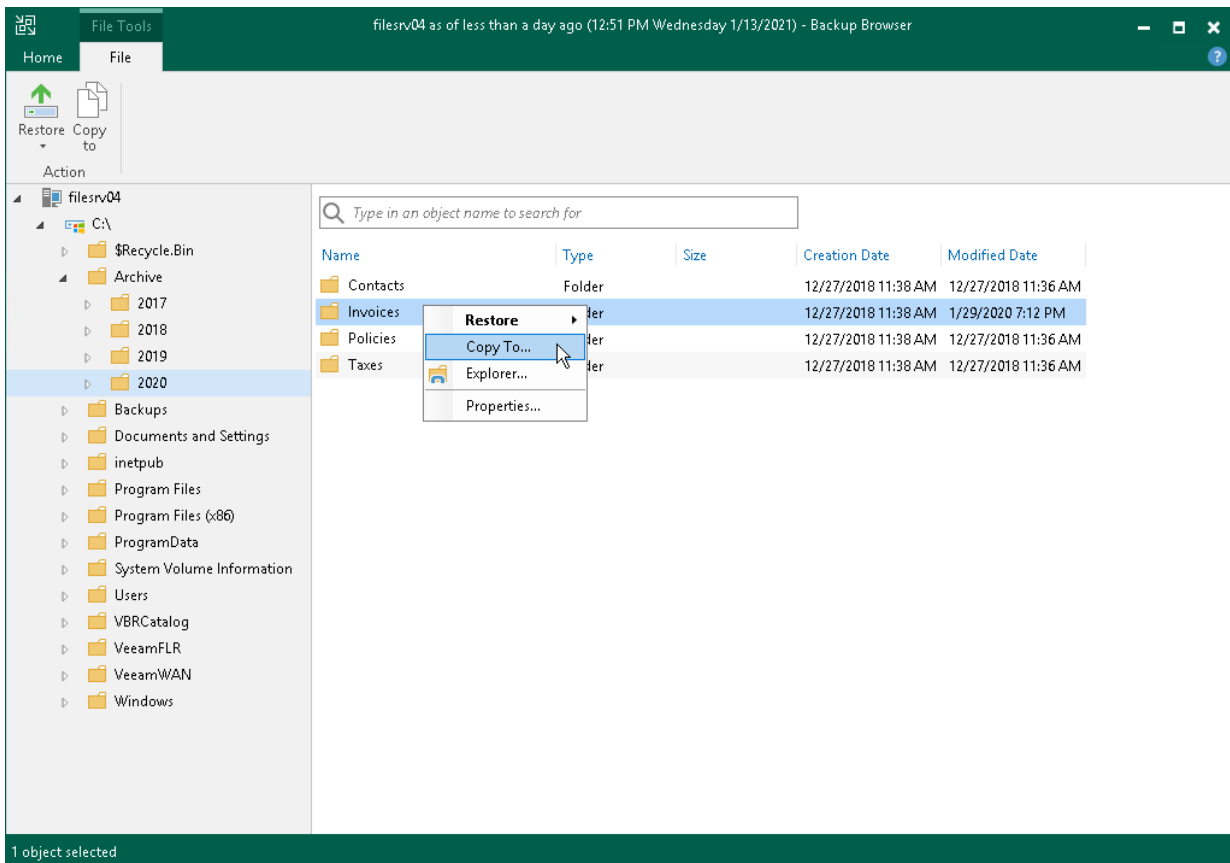 File Tools
filesrv04 as of less than a day ago (12:51 PM Wednesday 1/13/2021) - Backup Browser
Home File
Restore Copy to
Action
filesrv04
C:\
$Recycle.Bin
Archive
2017
2018
2019
2020
Backups
Documents and Settings
inetpub
Program Files
Program Files (x86)
ProgramData
System Volume Information
Users
VBRCatalog
VeeamFLR
VeeamWAN
Windows
Type in an object name to search for
Name Type Size Creation Date Modified Date
Contacts Folder 12/27/2018 11:38 AM 12/27/2018 11:36 AM
Invoices der 12/27/2018 11:38 AM 1/29/2020 7:12 PM
Policies der 12/27/2018 11:38 AM 12/27/2018 11:36 AM
Taxes der 12/27/2018 11:38 AM 12/27/2018 11:36 AM
Restore
Copy To...
Explorer...
Properties...
1 object selected